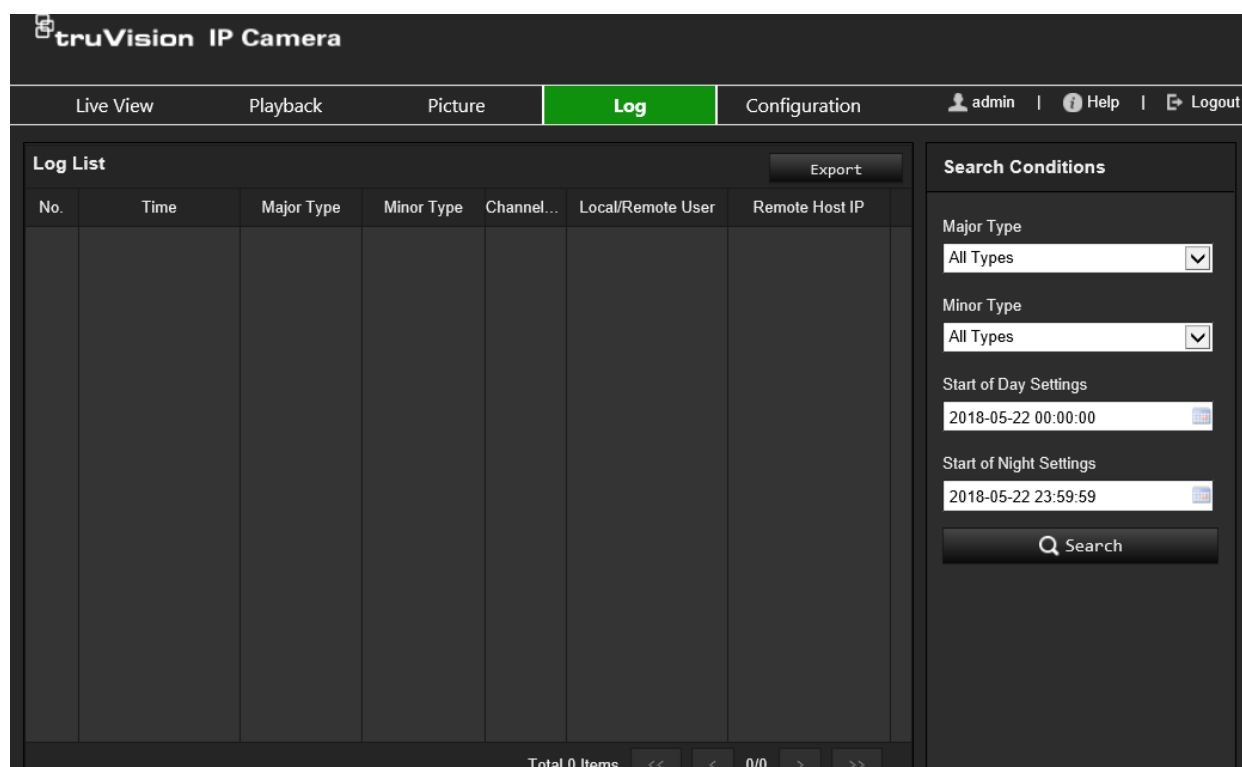 truVision IP Camera
Live View Playback Picture Log Configuration admin | Help | Logout
Log List Export
No. Time Major Type Minor Type Channel... Local/Remote User Remote Host IP
Search Conditions
Major Type
All Types
Minor Type
All Types
Start of Day Settings
2018-05-22 00:00:00
Start of Night Settings
2018-05-22 23:59:59
Search
Total 0 Items << < 0/0 > >>